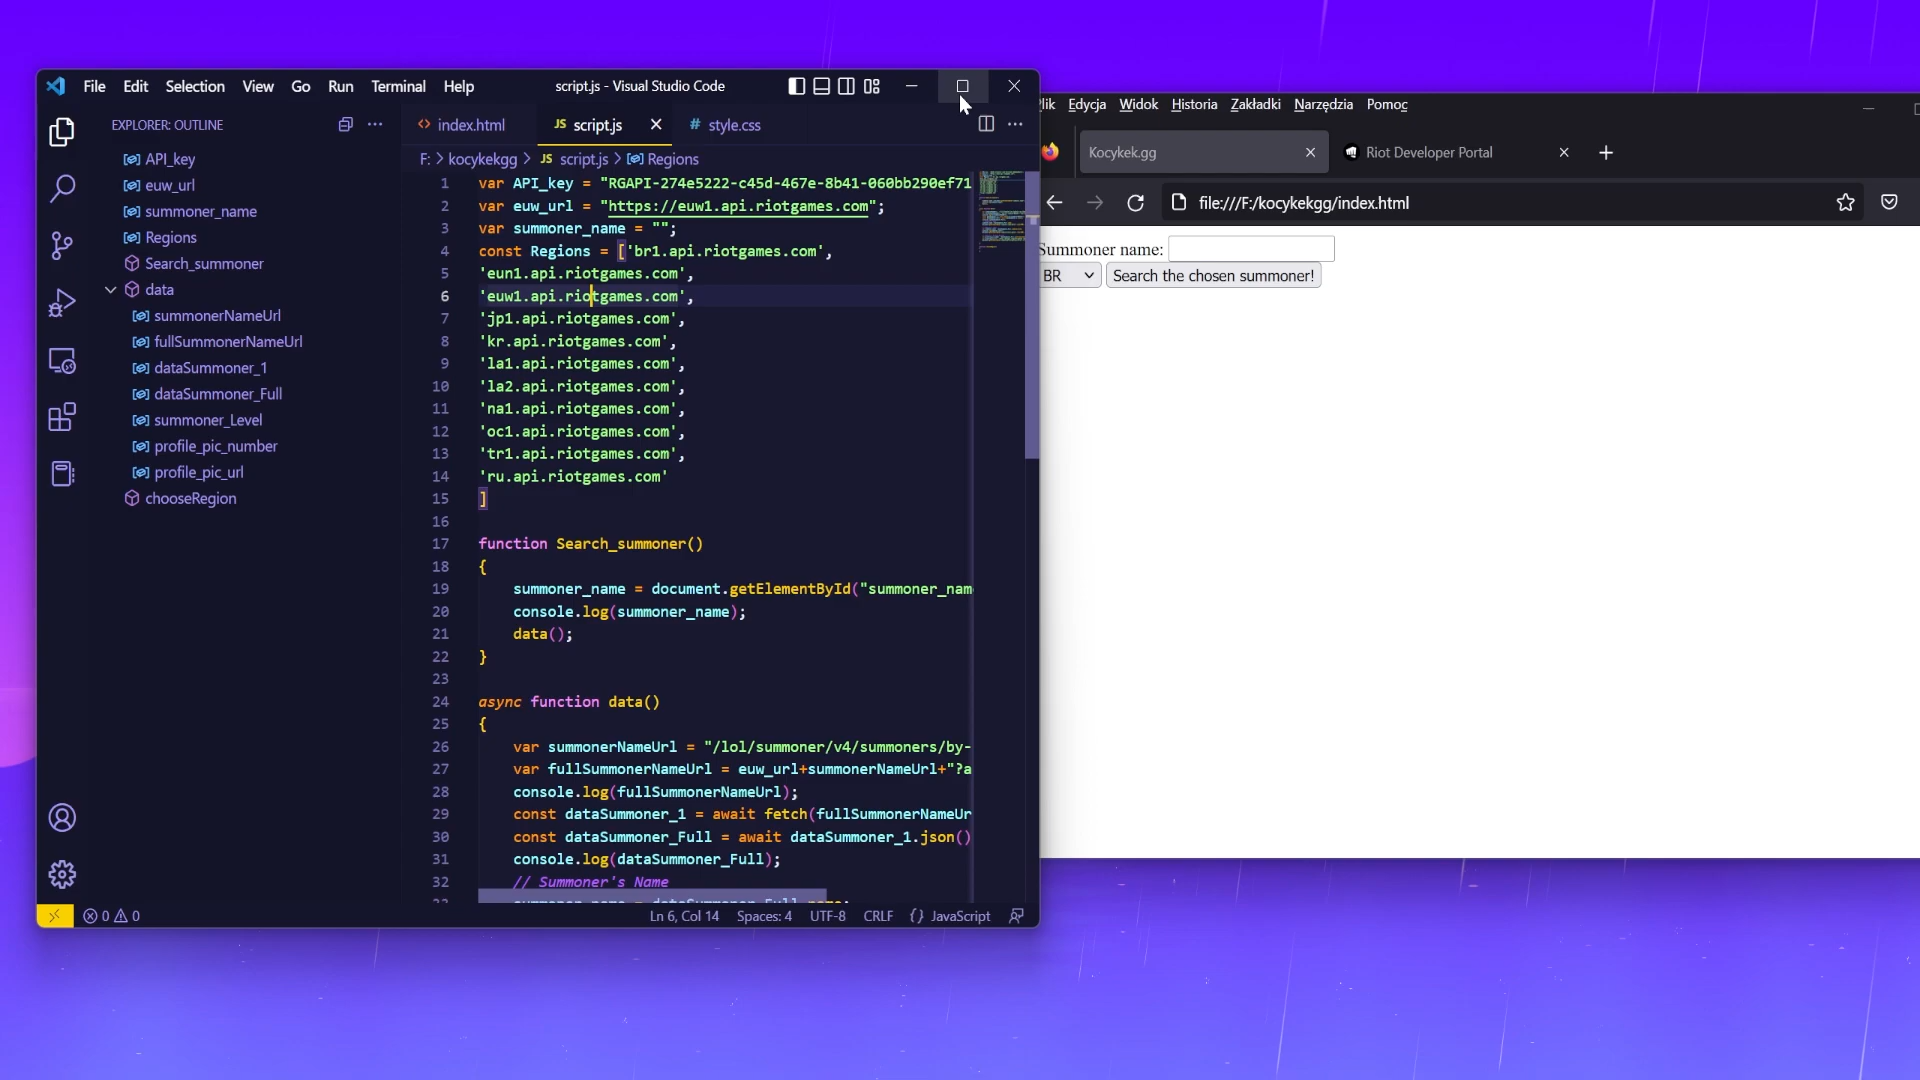 File Edit Selection View Go Run Terminal Help script.js - Visual Studio Code
EXPLORER: OUTLINE
API_key
euw_url
summoner_name
Regions
Search_summoner
data
summonerNameUrl
fullSummonerNameUrl
dataSummoner_1
dataSummoner_Full
summoner_Level
profile_pic_number
profile_pic_url
chooseRegion
index.html JS script.js # style.css
F: > kocykekgg > JS script.js > Regions
1 var API_key = "RGAPI-274e5222-c45d-467e-8b41-060bb290ef71
2 var euw_url = "https://euw1.api.riotgames.com";
3 var summoner_name = "";
4 const Regions = ['br1.api.riotgames.com',
5 'eun1.api.riotgames.com',
6 'euw1.api.riotgames.com',
7 'jp1.api.riotgames.com',
8 'kr.api.riotgames.com',
9 'la1.api.riotgames.com',
10 'la2.api.riotgames.com',
11 'na1.api.riotgames.com',
12 'oc1.api.riotgames.com',
13 'tr1.api.riotgames.com',
14 'ru.api.riotgames.com'
15 ]
16
17 function Search_summoner()
18 {
19 summoner_name = document.getElementById("summoner_nam
20 console.log(summoner_name);
21 data();
22 }
23
24 async function data()
25 {
26 var summonerNameUrl = "/lol/summoner/v4/summoners/by-
27 var fullSummonerNameUrl = euw_url+summonerNameUrl+"?a
28 console.log(fullSummonerNameUrl);
29 const dataSummoner_1 = await fetch(fullSummonerNameUr
30 const dataSummoner_Full = await dataSummoner_1.json()
31 console.log(dataSummoner_Full);
32 // Summoner's Name
0 0 Ln 6, Col 14 Spaces: 4 UTF-8 CRLF {} JavaScript
lik Edycja Widok Historia Zakładki Narzędzia Pomoc
Kocykek.gg Riot Developer Portal
file:///F:/kocykekgg/index.html
Summoner name:
BR Search the chosen summoner!